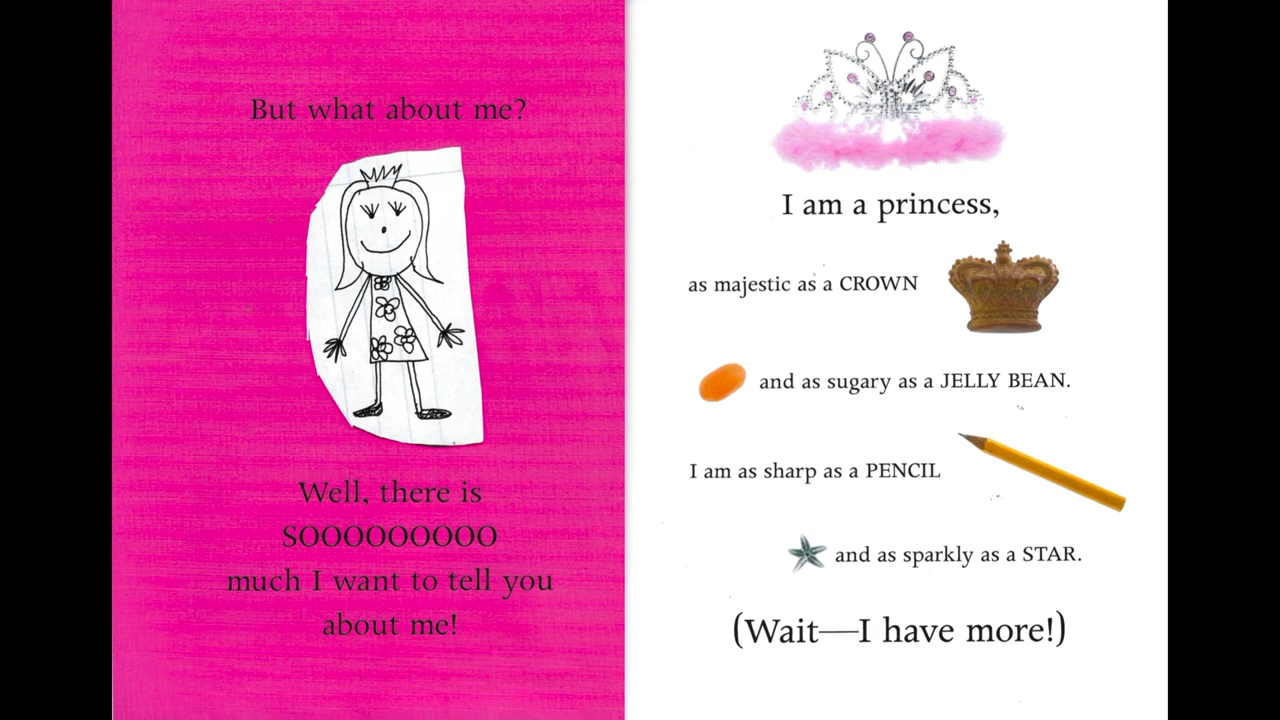 But what about me?
Well, there is
SOOOOOOOOO
much I want to tell you
about me!
I am a princess,
as majestic as a CROWN
and as sugary as a JELLY BEAN.
I am as sharp as a PENCIL
and as sparkly as a STAR.
(Wait—I have more!)